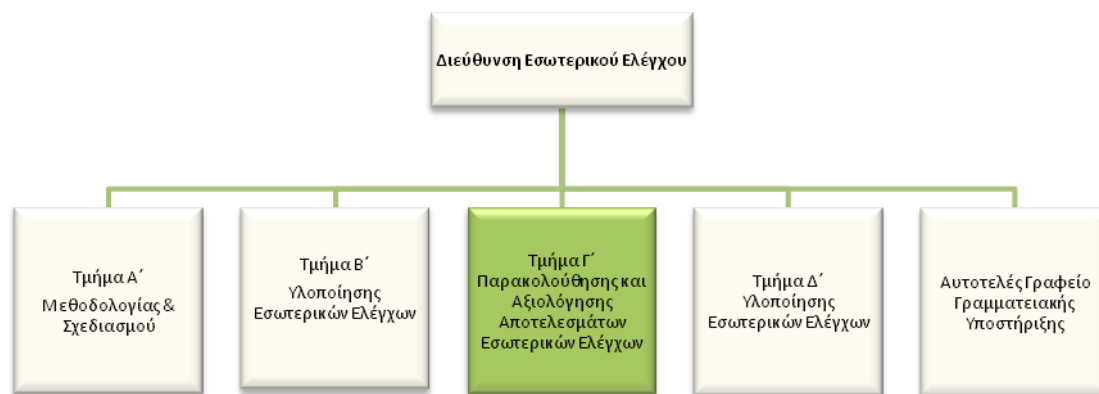 Διεύθυνση Εσωτερικού Ελέγχου
Τμήμα Α΄
Μεθοδολογίας &
Σχεδιασμού
Τμήμα Β΄
Υλοποίησης
Εσωτερικών Ελέγχων
Τμήμα Γ΄
Παρακολούθησης και
Αξιολόγησης
Αποτελεσμάτων
Εσωτερικών Ελέγχων
Τμήμα Δ΄
Υλοποίησης
Εσωτερικών Ελέγχων
Αυτοτελές Γραφείο
Γραμματειακής
Υποστήριξης